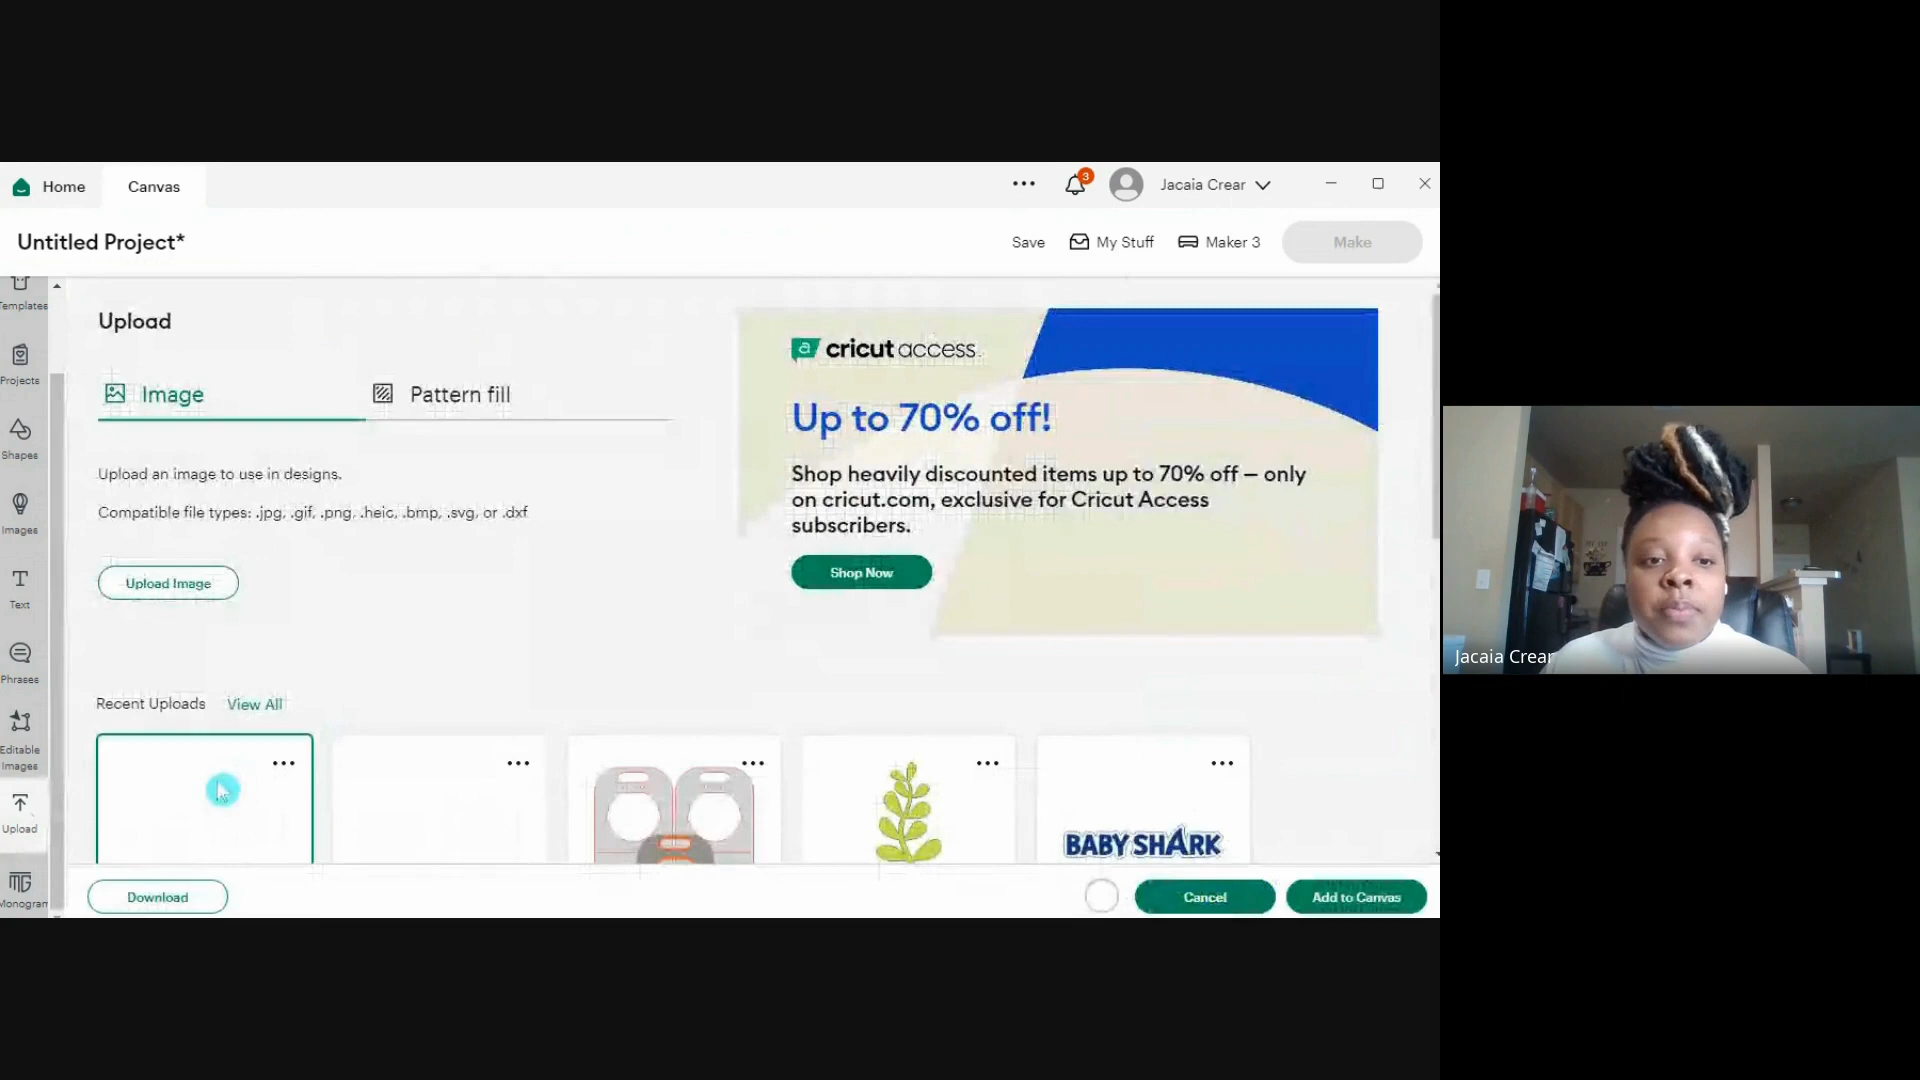 Home
Canvas
3
Jacaia Crear
Untitled Project*
Save
My Stuff
Maker 3
Make
Templates
Projects
Shapes
Images
Text
Phrases
Editable
Images
Upload
Monogram
Upload
Image
Pattern fill
Upload an image to use in designs.
Compatible file types: .jpg, .gif, .png, .heic, .bmp, .svg, or .dxf
Upload Image
a cricut access
Up to 70% off!
Shop heavily discounted items up to 70% off – only
on cricut.com, exclusive for Cricut Access
subscribers.
Shop Now
Recent Uploads
View All
BABY SHARK
Download
Cancel
Add to Canvas
Jacaia Crear